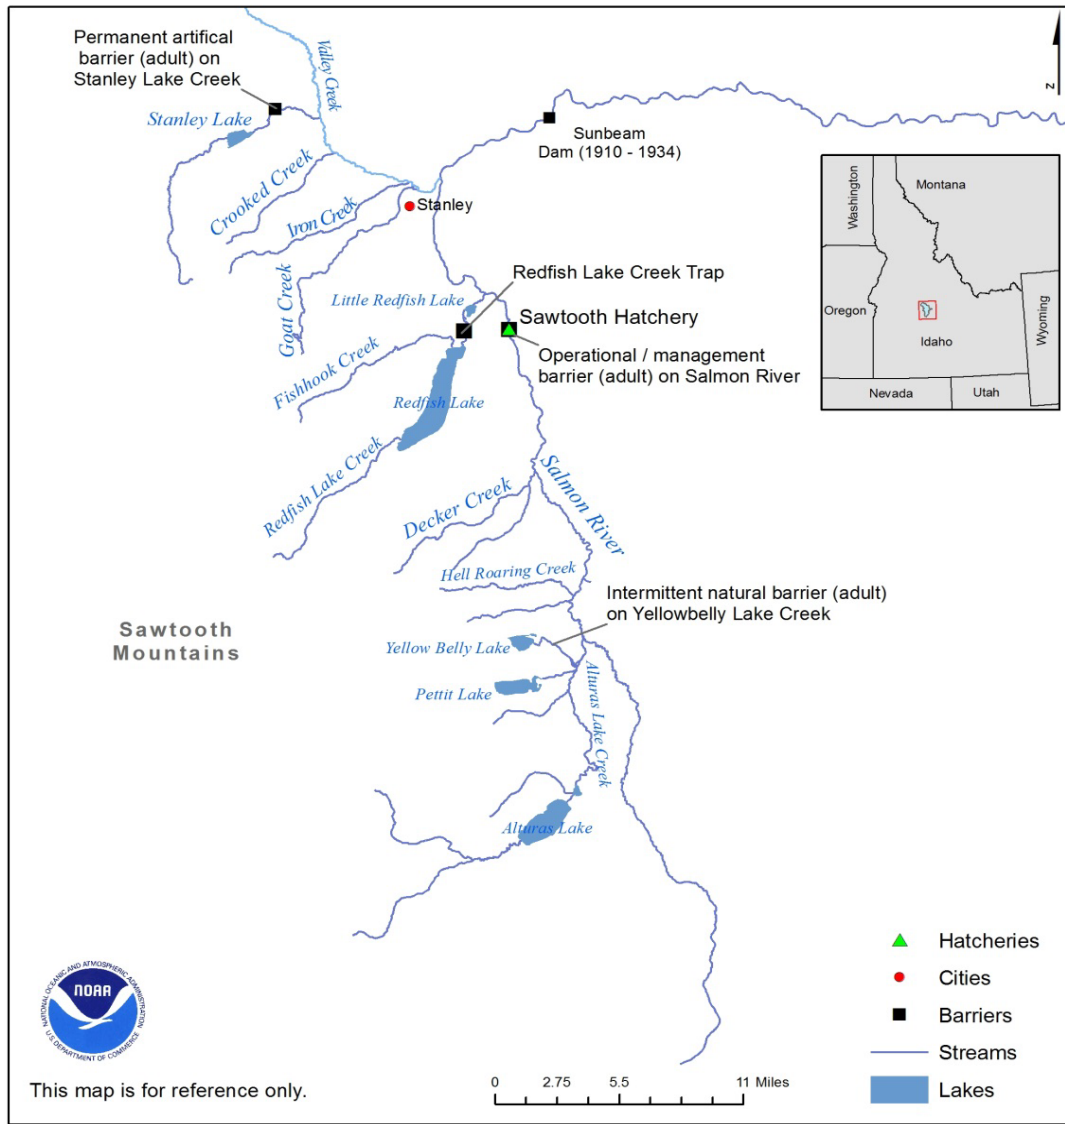 Permanent artifical
barrier (adult) on
Stanley Lake Creek
Valley Creek
Stanley Lake
Sunbeam
Dam (1910 - 1934)
Z
Crooked Creek
Iron Creek
Stanley
Goat Creek
Washington
Montana
Oregon
Idaho
Wyoming
Nevada
Utah
Redfish Lake Creek Trap
Little Redfish Lake
Sawtooth Hatchery
Operational / management
barrier (adult) on Salmon River
Fishhook Creek
Redfish Lake
Redfish Lake Creek
Salmon River
Decker Creek
Hell Roaring Creek
Intermittent natural barrier (adult)
on Yellowbelly Lake Creek
Sawtooth
Mountains
Yellow Belly Lake
Pettit Lake
Alturas Lake Creek
Alturas Lake
NATIONAL OCEANIC AND ATMOSPHERIC ADMINISTRATION
NOAA
U.S. DEPARTMENT OF COMMERCE
This map is for reference only.
0 2.75 5.5 11 Miles
Hatcheries
Cities
Barriers
Streams
Lakes